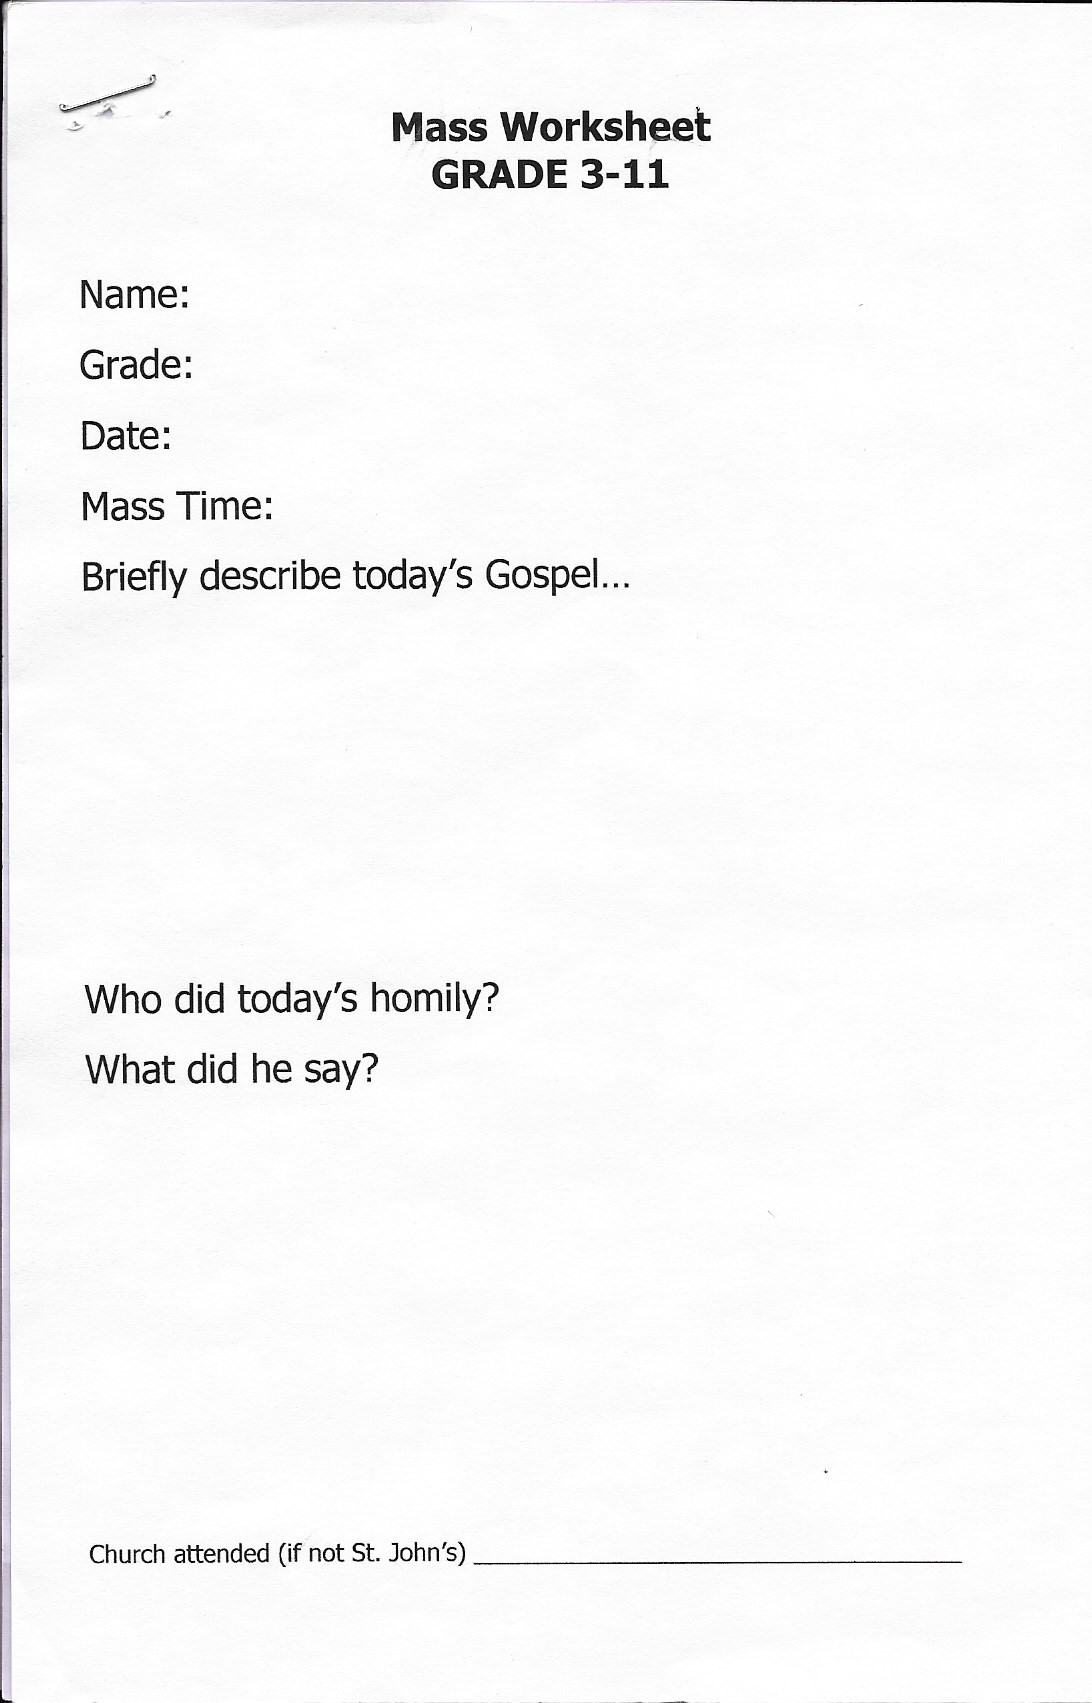 Mass Worksheet
GRADE 3-11
Name:
Grade:
Date:
Mass Time:
Briefly describe today's Gospel...
Who did today's homily?
What did he say?
Church attended (if not St. John's) ______________________________